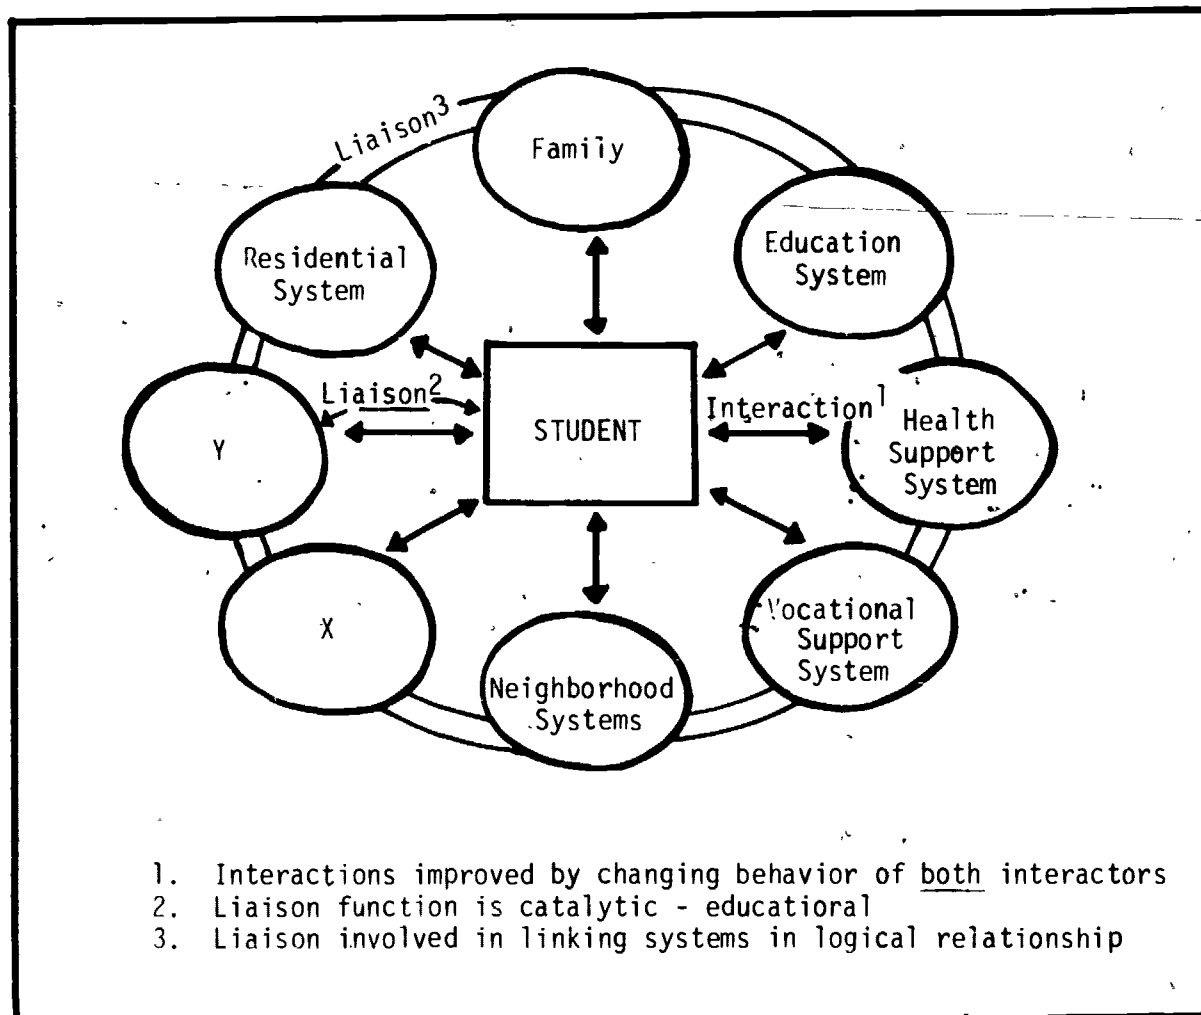 Liaison3
Family
Residential
System
Education
System
Liaison2
Interaction1
Y
STUDENT
Health
Support
System
X
Vocational
Support
System
Neighborhood
Systems
1. Interactions improved by changing behavior of both interactors
2. Liaison function is catalytic - educatioral
3. Liaison involved in linking systems in logical relationship